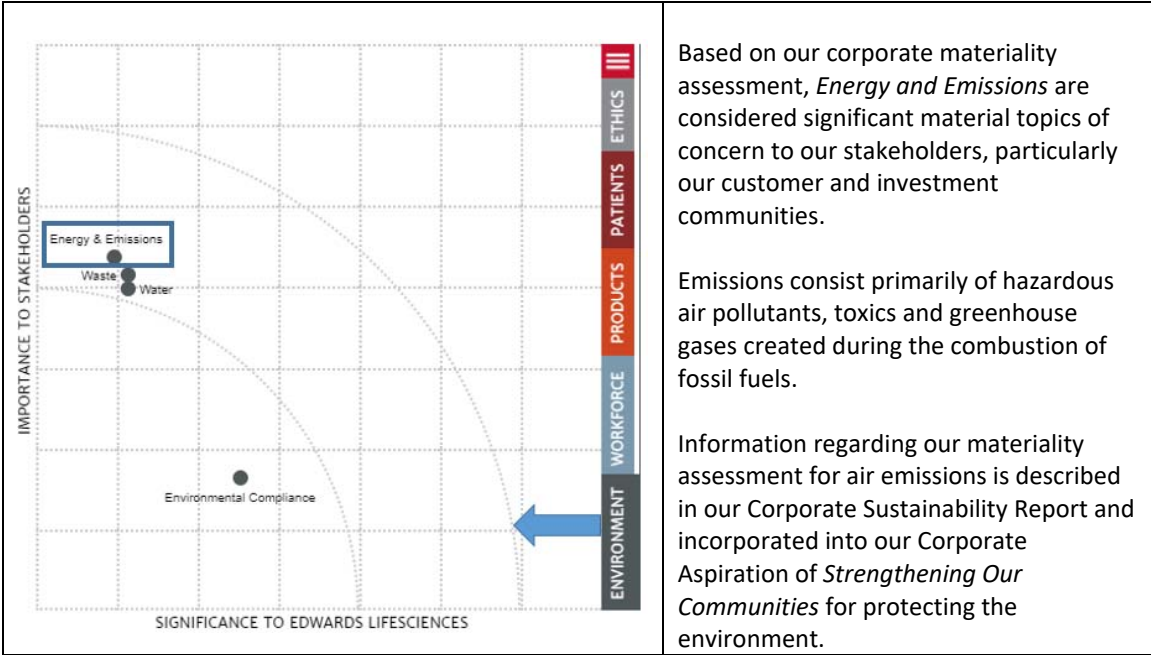 IMPORTANCE TO STAKEHOLDERS
Energy & Emissions
Waste
Water
Environmental Compliance
SIGNIFICANCE TO EDWARDS LIFESCIENCES
ETHICS
PATIENTS
PRODUCTS
WORKFORCE
ENVIRONMENT
Based on our corporate materiality
assessment, Energy and Emissions are
considered significant material topics of
concern to our stakeholders, particularly
our customer and investment
communities.
Emissions consist primarily of hazardous
air pollutants, toxics and greenhouse
gases created during the combustion of
fossil fuels.
Information regarding our materiality
assessment for air emissions is described
in our Corporate Sustainability Report and
incorporated into our Corporate
Aspiration of Strengthening Our
Communities for protecting the
environment.